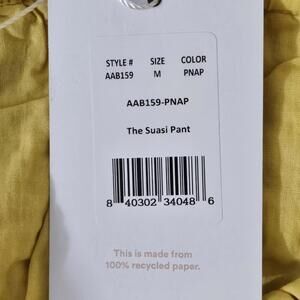 STYLE # SIZE COLOR
AAB159 M PNAP
AAB159-PNAP
The Suasi Pant
8 40302 34048 6
This is made from
100% recycled paper.